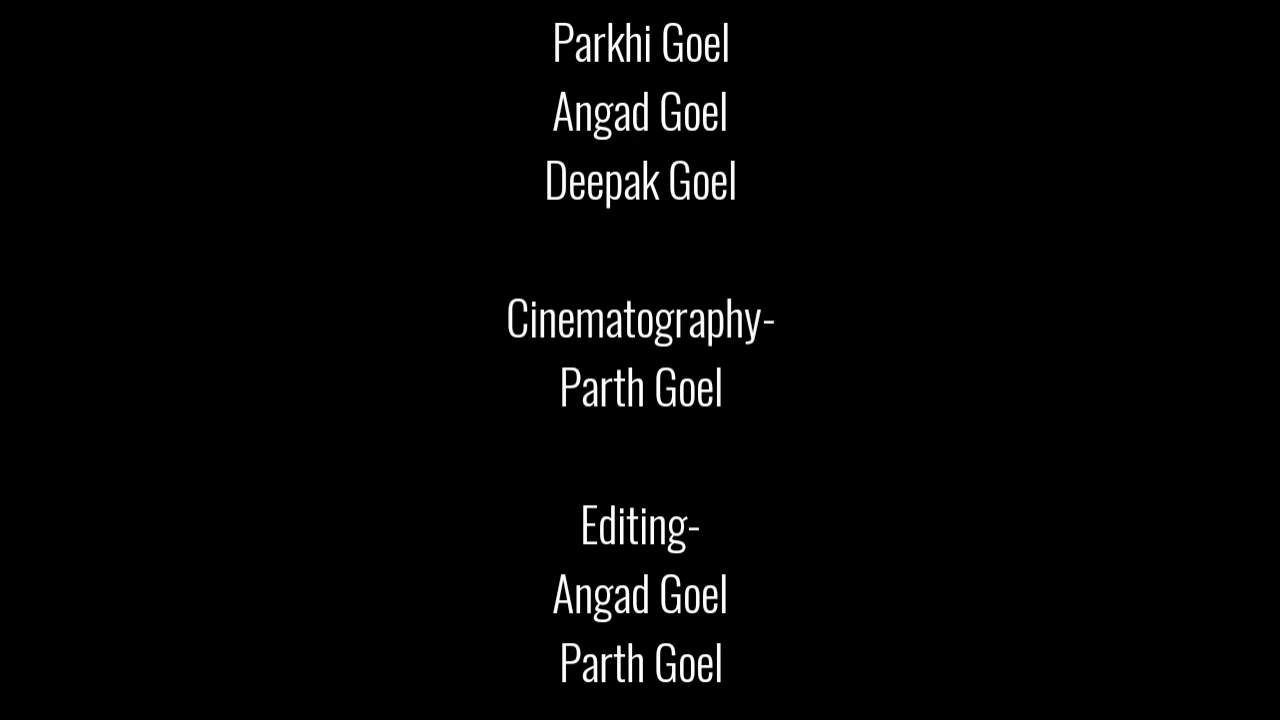 Parkhi Goel
Angad Goel
Deepak Goel
Cinematography-
Parth Goel
Editing-
Angad Goel
Parth Goel